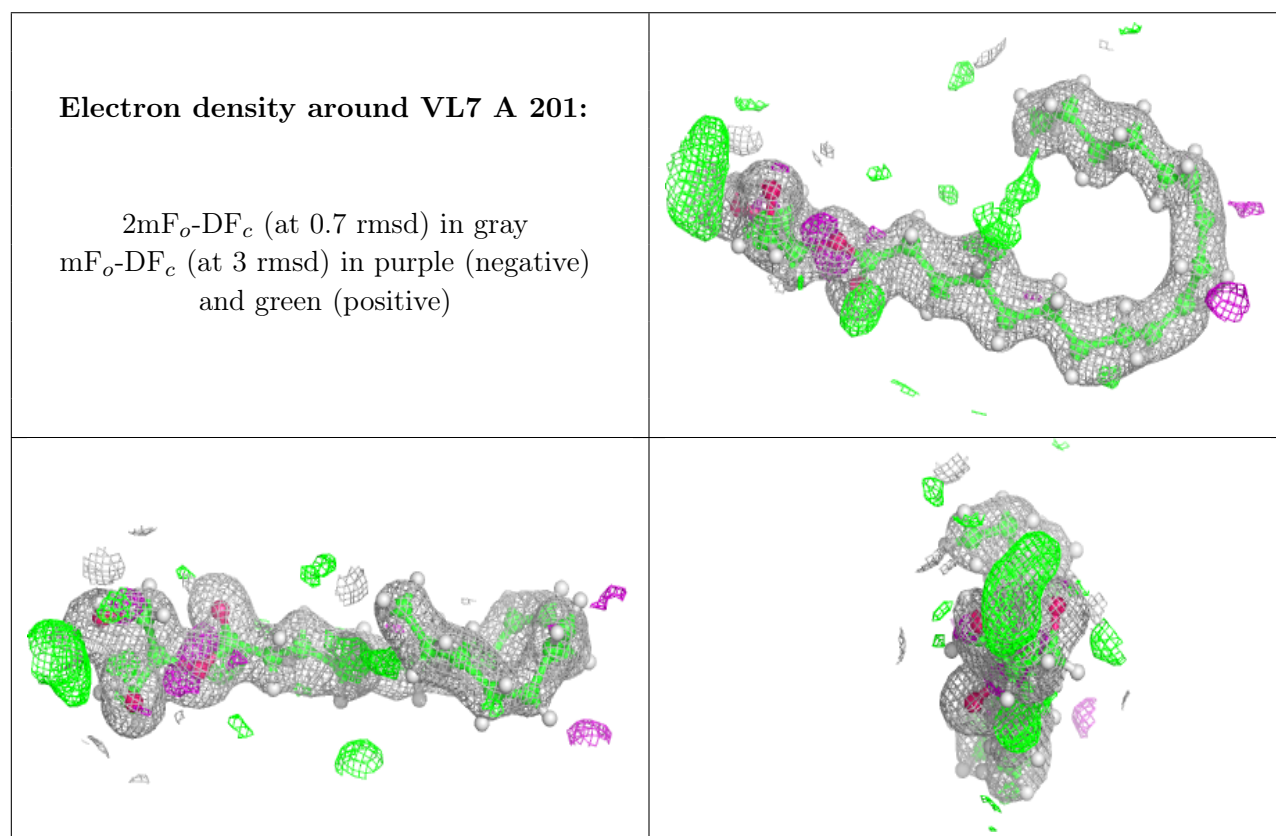 Electron density around VL7 A 201:
2mFo-DFc (at 0.7 rmsd) in gray
mFo-DFc (at 3 rmsd) in purple (negative)
and green (positive)